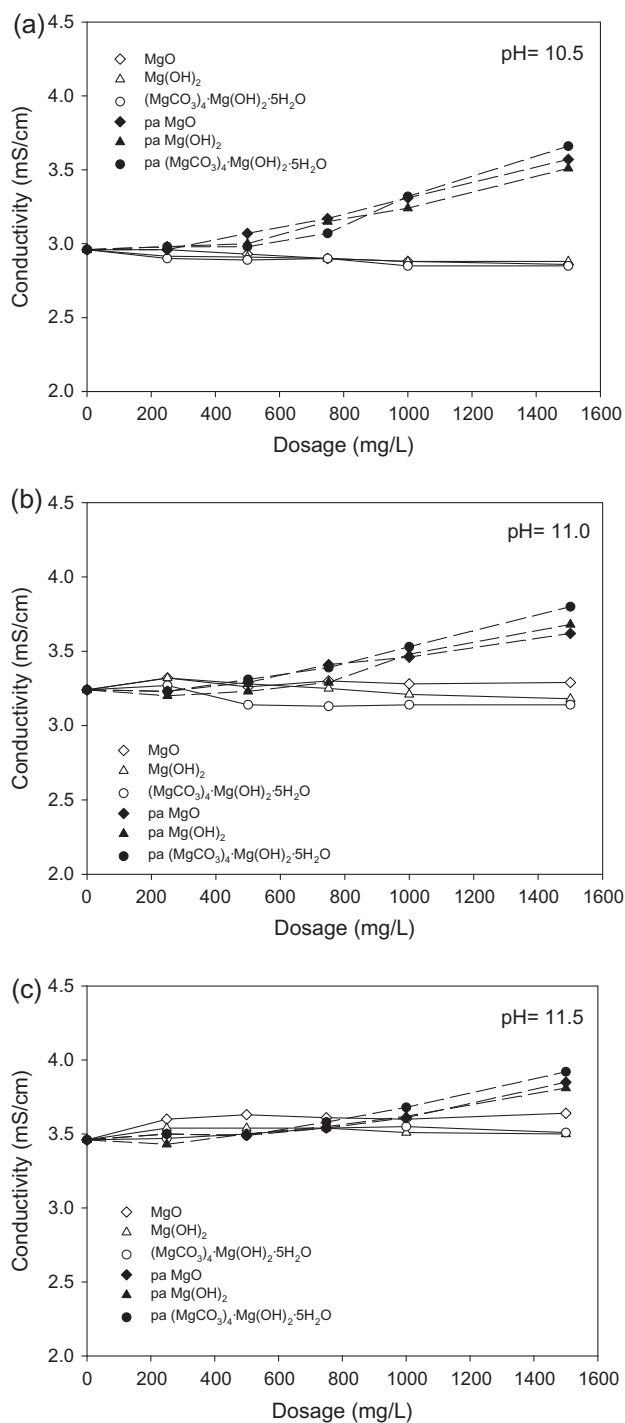 (a)
pH= 10.5
MgO
Mg(OH)₂
(MgCO₃)₄·Mg(OH)₂·5H₂O
pa MgO
pa Mg(OH)₂
pa (MgCO₃)₄·Mg(OH)₂·5H₂O
4.5
4.0
3.5
3.0
2.5
2.0
Conductivity (mS/cm)
0 200 400 600 800 1000 1200 1400 1600
Dosage (mg/L)
(b)
pH= 11.0
4.5
4.0
3.5
3.0
2.5
2.0
Conductivity (mS/cm)
MgO
Mg(OH)₂
(MgCO₃)₄·Mg(OH)₂·5H₂O
pa MgO
pa Mg(OH)₂
pa (MgCO₃)₄·Mg(OH)₂·5H₂O
0 200 400 600 800 1000 1200 1400 1600
Dosage (mg/L)
(c)
pH= 11.5
4.5
4.0
3.5
3.0
2.5
2.0
Conductivity (mS/cm)
MgO
Mg(OH)₂
(MgCO₃)₄·Mg(OH)₂·5H₂O
pa MgO
pa Mg(OH)₂
pa (MgCO₃)₄·Mg(OH)₂·5H₂O
0 200 400 600 800 1000 1200 1400 1600
Dosage (mg/L)